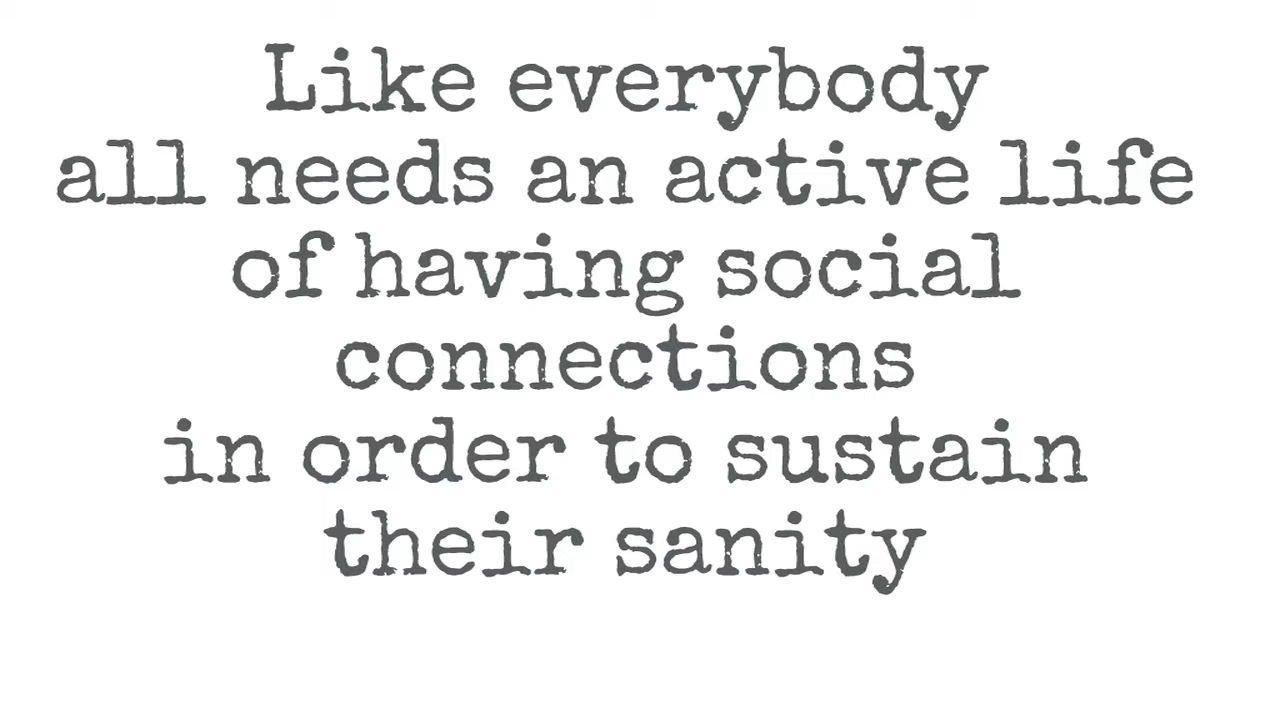 Like everybody
all needs an active life
of having social
connections
in order to sustain
their sanity